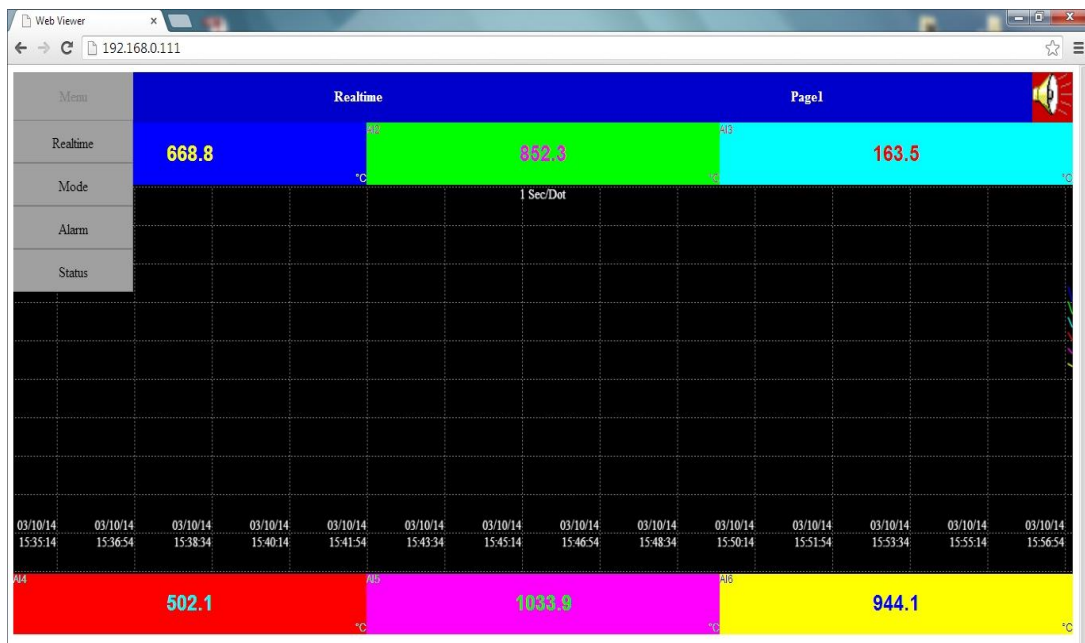 Web Viewer
192.168.0.111
Menu
Realtime
Page1
Realtime
Mode
Alarm
Status
668.8
°C
AI2
852.3
°C
AI3
163.5
°C
1 Sec/Dot
03/10/14 03/10/14 03/10/14 03/10/14 03/10/14 03/10/14 03/10/14 03/10/14 03/10/14 03/10/14 03/10/14 03/10/14 03/10/14 03/10/14
15:35:14 15:36:54 15:38:34 15:40:14 15:41:54 15:43:34 15:45:14 15:46:54 15:48:34 15:50:14 15:51:54 15:53:34 15:55:14 15:56:54
AI4
502.1
°C
AI5
1033.9
°C
AI6
944.1
°C